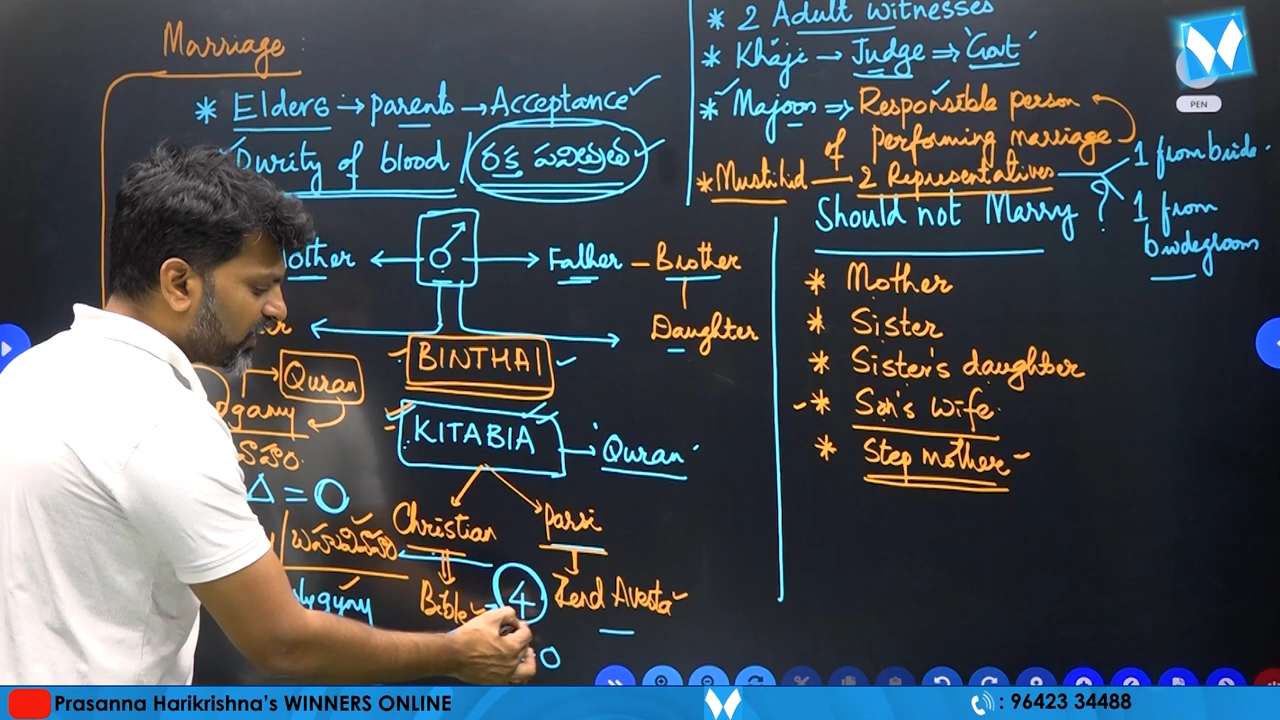 Marriage :
* Elders → parents → Acceptance
Purity of blood / రక్త పవిత్రత
Mother ← → Father - Brother
Daughter
BINTHAI
Quran
KITABIA → 'Quran'
Δ = O
Christian
Parsi
Bible
4
Zend Avesta
* 2 Adult witnesses
* Khaji → Judge ⇒ 'Govt'
* Majoon ⇒ Responsible person
of performing marriage
* Mustihid — 2 Representatives
1 from bride
1 from
bridegroom
Should not Marry ?
* Mother
* Sister
* Sister's daughter
* Son's wife
* Step mother
PEN
Prasanna Harikrishna's WINNERS ONLINE
: 96423 34488